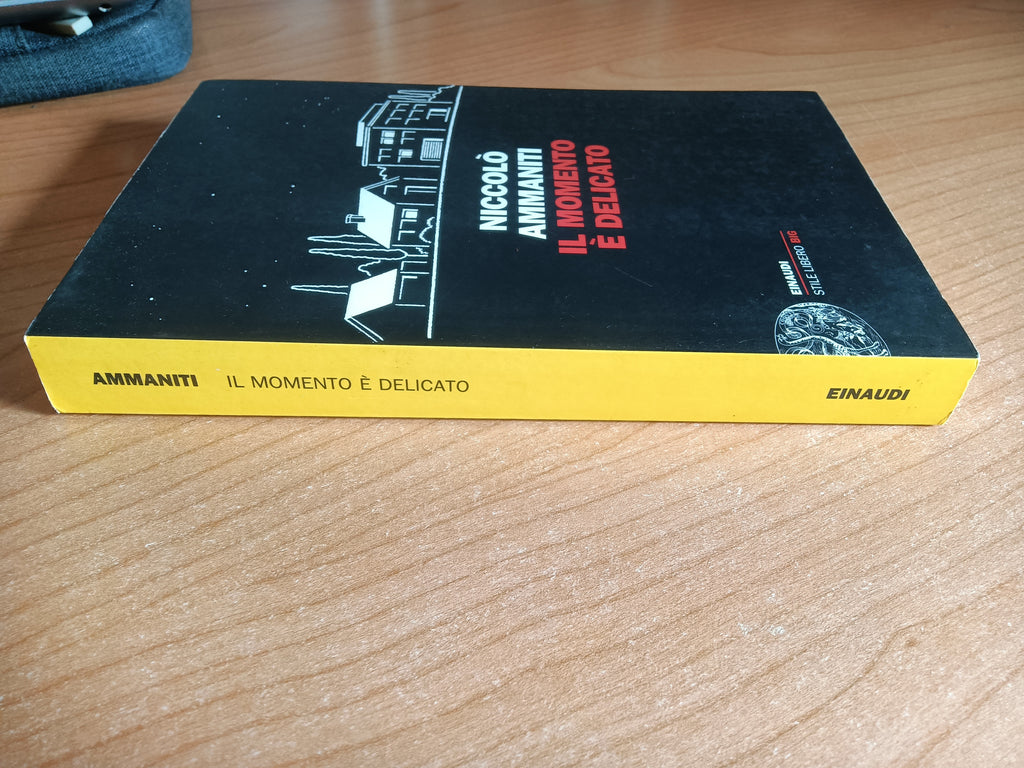 NICCOLÒ
AMMANITI
IL MOMENTO
È DELICATO
EINAUDI
STILE LIBERO BIG
AMMANITI IL MOMENTO È DELICATO EINAUDI